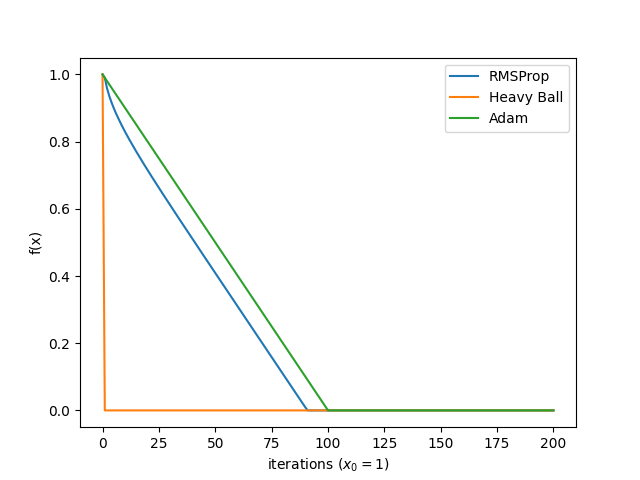 RMSProp
Heavy Ball
Adam
f(x)
1.0
0.8
0.6
0.4
0.2
0.0
0 25 50 75 100 125 150 175 200
iterations (x₀ = 1)